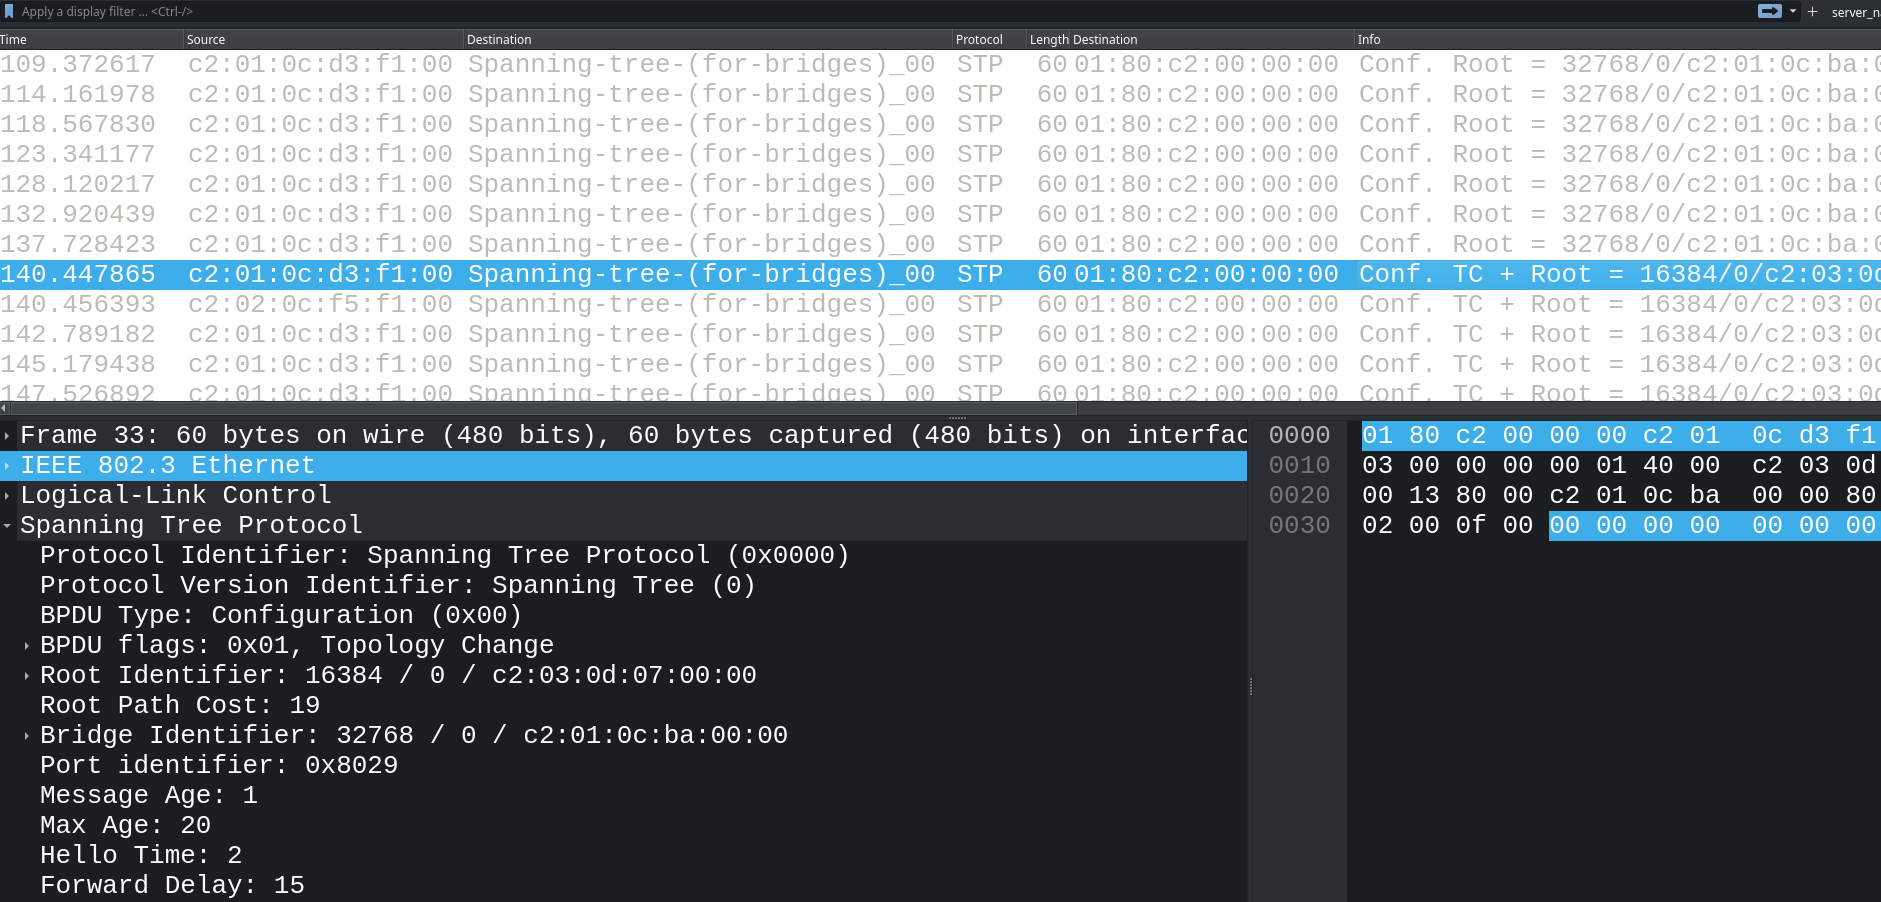 Apply a display filter ... <Ctrl-/>
+ server_n
Time Source Destination Protocol Length Destination Info
109.372617 c2:01:0c:d3:f1:00 Spanning-tree-(for-bridges)_00 STP 60 01:80:c2:00:00:00 Conf. Root = 32768/0/c2:01:0c:ba:0
114.161978 c2:01:0c:d3:f1:00 Spanning-tree-(for-bridges)_00 STP 60 01:80:c2:00:00:00 Conf. Root = 32768/0/c2:01:0c:ba:0
118.567830 c2:01:0c:d3:f1:00 Spanning-tree-(for-bridges)_00 STP 60 01:80:c2:00:00:00 Conf. Root = 32768/0/c2:01:0c:ba:0
123.341177 c2:01:0c:d3:f1:00 Spanning-tree-(for-bridges)_00 STP 60 01:80:c2:00:00:00 Conf. Root = 32768/0/c2:01:0c:ba:0
128.120217 c2:01:0c:d3:f1:00 Spanning-tree-(for-bridges)_00 STP 60 01:80:c2:00:00:00 Conf. Root = 32768/0/c2:01:0c:ba:0
132.920439 c2:01:0c:d3:f1:00 Spanning-tree-(for-bridges)_00 STP 60 01:80:c2:00:00:00 Conf. Root = 32768/0/c2:01:0c:ba:0
137.728423 c2:01:0c:d3:f1:00 Spanning-tree-(for-bridges)_00 STP 60 01:80:c2:00:00:00 Conf. Root = 32768/0/c2:01:0c:ba:0
140.447865 c2:01:0c:d3:f1:00 Spanning-tree-(for-bridges)_00 STP 60 01:80:c2:00:00:00 Conf. TC + Root = 16384/0/c2:03:0d
140.456393 c2:02:0c:f5:f1:00 Spanning-tree-(for-bridges)_00 STP 60 01:80:c2:00:00:00 Conf. TC + Root = 16384/0/c2:03:0d
142.789182 c2:01:0c:d3:f1:00 Spanning-tree-(for-bridges)_00 STP 60 01:80:c2:00:00:00 Conf. TC + Root = 16384/0/c2:03:0d
145.179438 c2:01:0c:d3:f1:00 Spanning-tree-(for-bridges)_00 STP 60 01:80:c2:00:00:00 Conf. TC + Root = 16384/0/c2:03:0d
147.526892 c2:01:0c:d3:f1:00 Spanning-tree-(for-bridges)_00 STP 60 01:80:c2:00:00:00 Conf. TC + Root = 16384/0/c2:03:0d
Frame 33: 60 bytes on wire (480 bits), 60 bytes captured (480 bits) on interfac
IEEE 802.3 Ethernet
Logical-Link Control
Spanning Tree Protocol
Protocol Identifier: Spanning Tree Protocol (0x0000)
Protocol Version Identifier: Spanning Tree (0)
BPDU Type: Configuration (0x00)
BPDU flags: 0x01, Topology Change
Root Identifier: 16384 / 0 / c2:03:0d:07:00:00
Root Path Cost: 19
Bridge Identifier: 32768 / 0 / c2:01:0c:ba:00:00
Port identifier: 0x8029
Message Age: 1
Max Age: 20
Hello Time: 2
Forward Delay: 15
0000 01 80 c2 00 00 00 c2 01 0c d3 f1
0010 03 00 00 00 00 01 40 00 c2 03 0d
0020 00 13 80 00 c2 01 0c ba 00 00 80
0030 02 00 0f 00 00 00 00 00 00 00 00